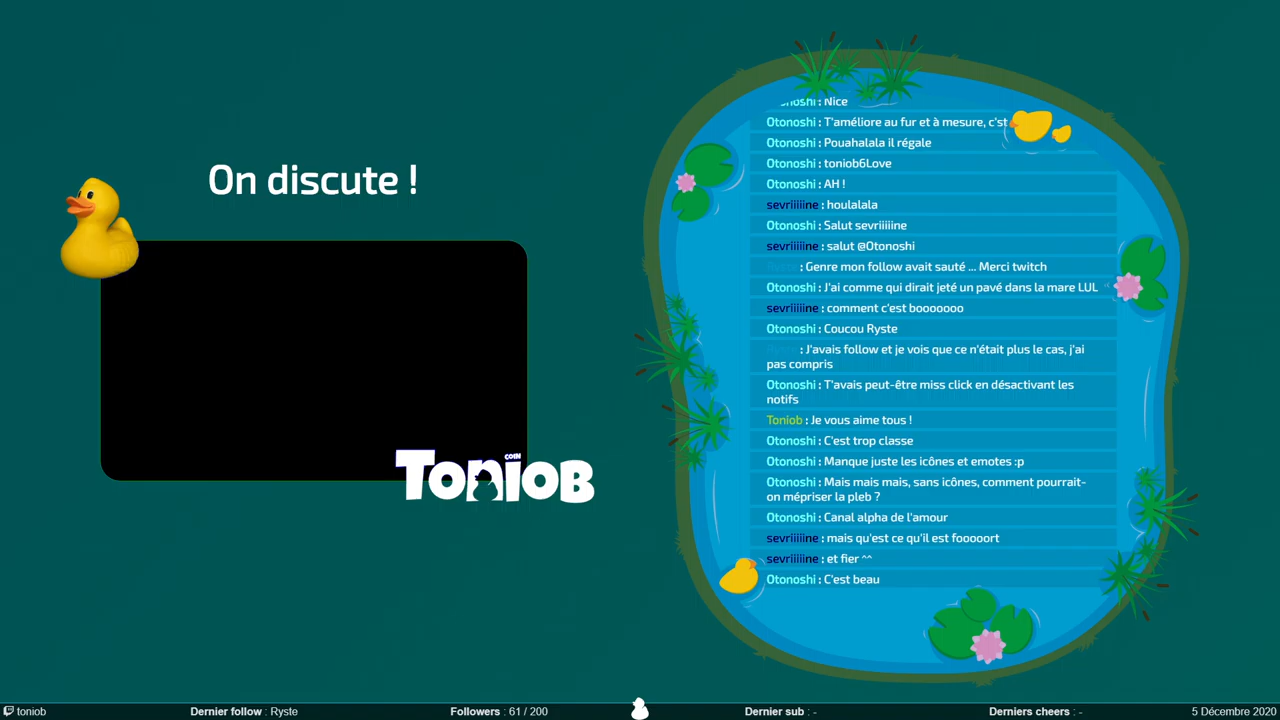 On discute !
COIN
TONIOB
Otonoshi : Nice
Otonoshi : T'améliore au fur et à mesure, c'st
Otonoshi : Pouahalala il régale
Otonoshi : toniob6Love
Otonoshi : AH !
sevriiiiine : houlalala
Otonoshi : Salut sevriiiiine
sevriiiiine : salut @Otonoshi
Ryste : Genre mon follow avait sauté ... Merci twitch
Otonoshi : J'ai comme qui dirait jeté un pavé dans la mare LUL
sevriiiiine : comment c'est booooooo
Otonoshi : Coucou Ryste
Ryste : J'avais follow et je vois que ce n'était plus le cas, j'ai
pas compris
Otonoshi : T'avais peut-être miss click en désactivant les
notifs
Toniob : Je vous aime tous !
Otonoshi : C'est trop classe
Otonoshi : Manque juste les icônes et emotes :p
Otonoshi : Mais mais mais, sans icônes, comment pourrait-
on mépriser la pleb ?
Otonoshi : Canal alpha de l'amour
sevriiiiine : mais qu'est ce qu'il est fooooort
sevriiiiine : et fier ^^
Otonoshi : C'est beau
toniob
Dernier follow : Ryste
Followers : 61 / 200
Dernier sub : -
Derniers cheers : -
5 Décembre 2020